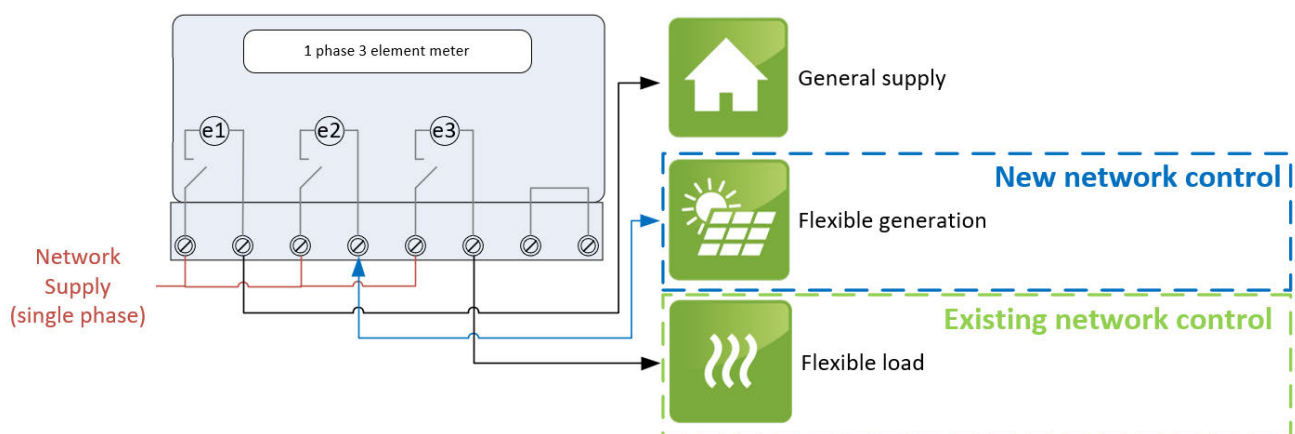 1 phase 3 element meter
e1
e2
e3
Network
Supply
(single phase)
General supply
New network control
Flexible generation
Existing network control
Flexible load